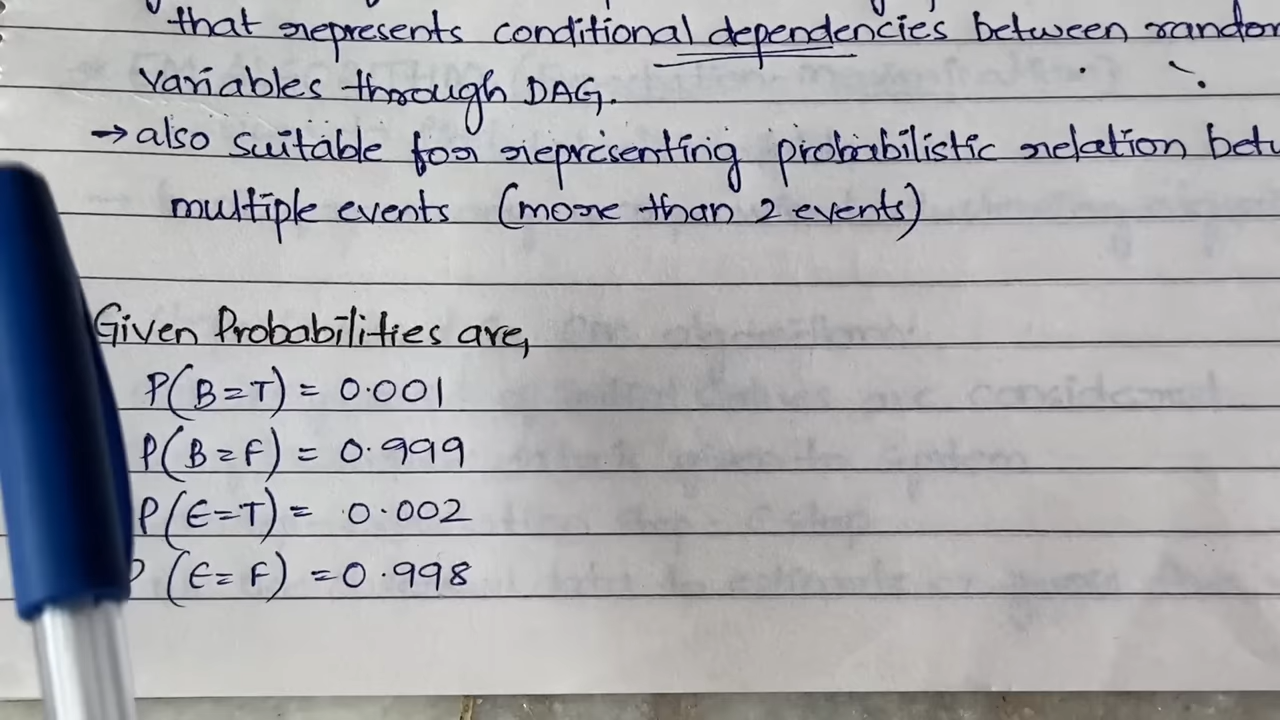 that represents conditional dependencies between random
variables through DAG.
→ also suitable for representing probabilistic relation
multiple events (more than 2 events)
Given Probabilities are,
P(B=T) = 0.001
P(B=F) = 0.999
P(E=T) = 0.002
P(E=F) = 0.998